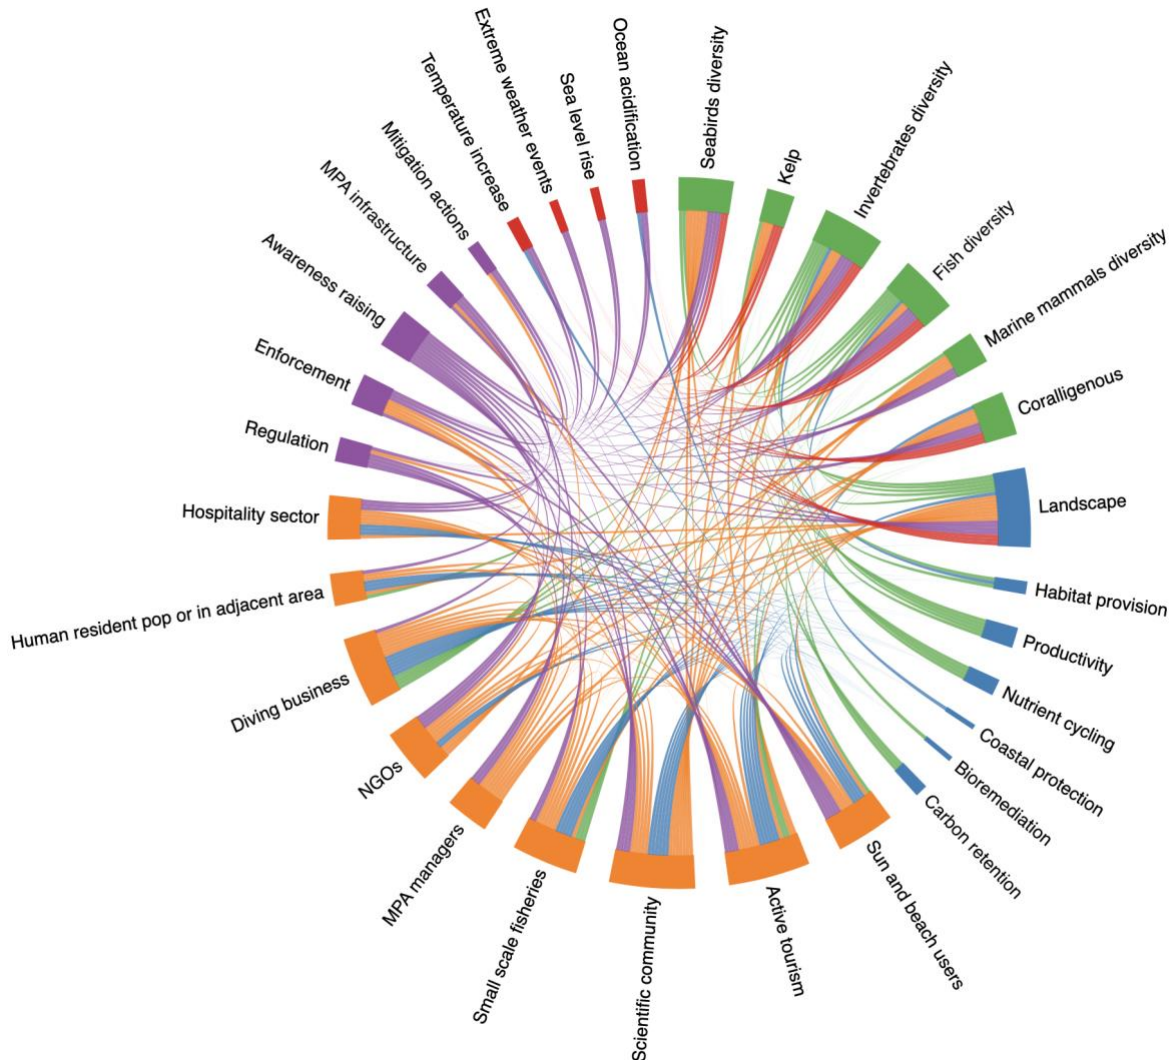 Seabirds diversity
Kelp
Invertebrates diversity
Fish diversity
Marine mammals diversity
Coralligenous
Landscape
Habitat provision
Productivity
Nutrient cycling
Coastal protection
Bioremediation
Carbon retention
Sun and beach users
Active tourism
Scientific community
Small scale fisheries
MPA managers
NGOs
Diving business
Human resident pop or in adjacent area
Hospitality sector
Regulation
Enforcement
Awareness raising
MPA infrastructure
Mitigation actions
Temperature increase
Extreme weather events
Sea level rise
Ocean acidification